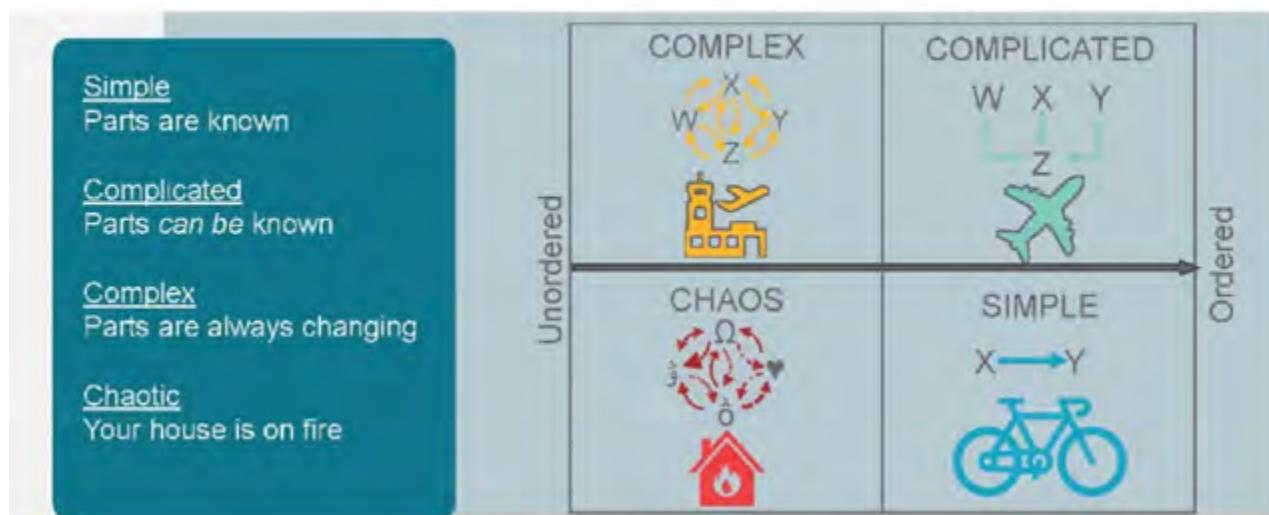 Simple
Parts are known
Complicated
Parts can be known
Complex
Parts are always changing
Chaotic
Your house is on fire
Unordered
COMPLEX
X
W Y
Z
COMPLICATED
W X Y
Z
CHAOS
Ω
♥
SIMPLE
X Y
Ordered